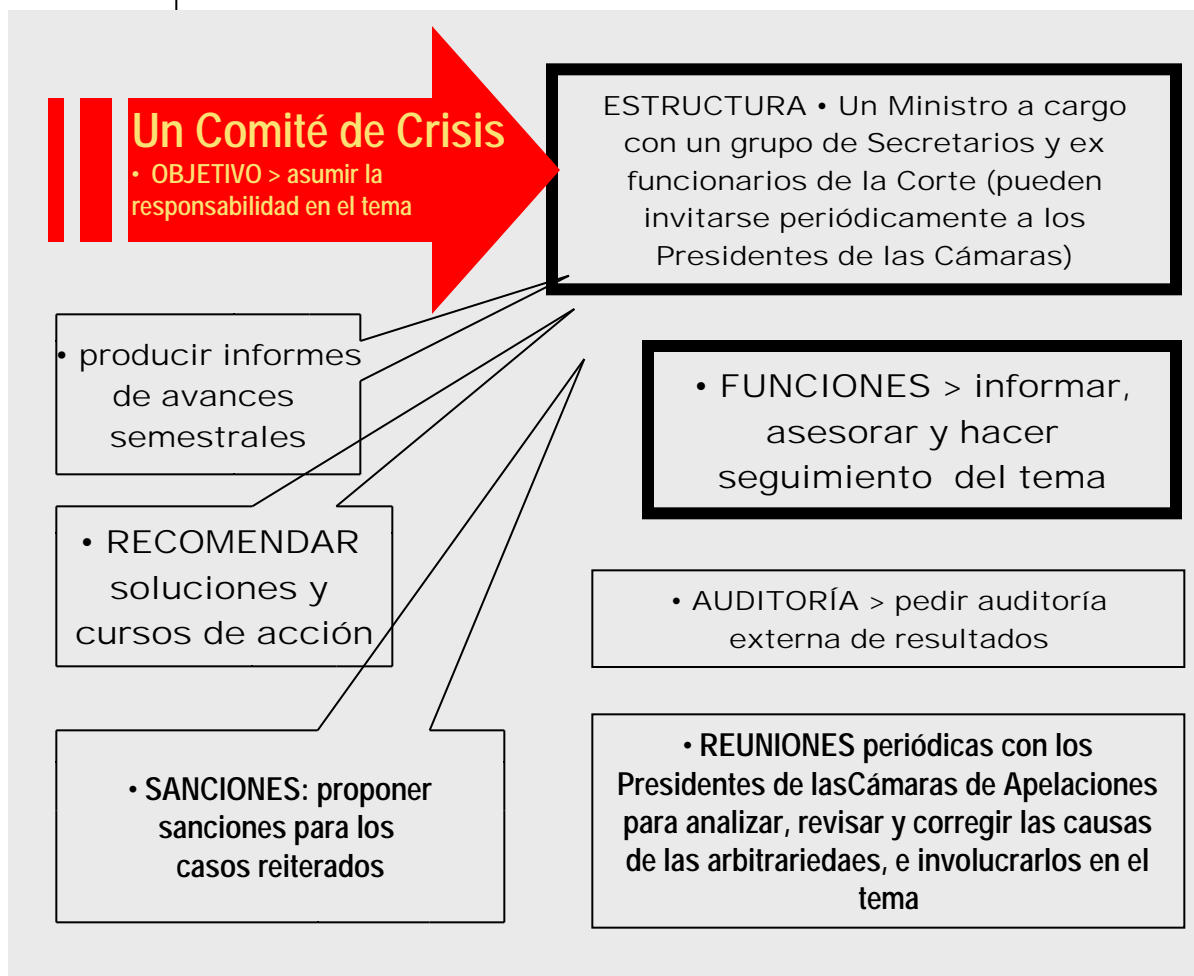 Un Comité de Crisis
• OBJETIVO > asumir la
responsabilidad en el tema
ESTRUCTURA • Un Ministro a cargo
con un grupo de Secretarios y ex
funcionarios de la Corte (pueden
invitarse periódicamente a los
Presidentes de las Cámaras)
• producir informes
de avances
semestrales
• FUNCIONES > informar,
asesorar y hacer
seguimiento del tema
• RECOMENDAR
soluciones y
cursos de acción
• AUDITORÍA > pedir auditoría
externa de resultados
• SANCIONES: proponer
sanciones para los
casos reiterados
• REUNIONES periódicas con los
Presidentes de lasCámaras de Apelaciones
para analizar, revisar y corregir las causas
de las arbitrariedaes, e involucrarlos en el
tema